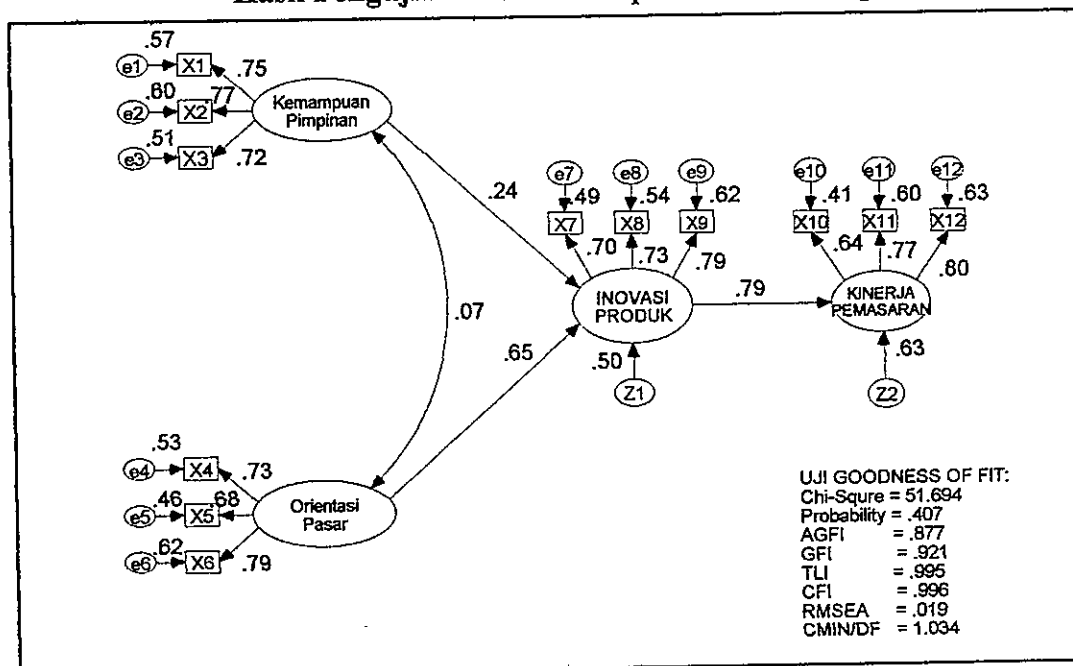 .57
e1 X1 .75
.60
e2 X2 .77
.51
e3 X3 .72
Kemampuan
Pimpinan
.24
e7 e8 e9
.49 .54 .62
X7 X8 X9
.70 .73 .79
INOVASI
PRODUK
.50
Z1
.79
e10 e11 e12
.41 .60 .63
X10 X11 X12
.64 .77 .80
KINERJA
PEMASARAN
.63
Z2
.07
.65
.53
e4 X4 .73
.46
e5 X5 .68
.62
e6 X6 .79
Orientasi
Pasar
UJI GOODNESS OF FIT:
Chi-Squre = 51.694
Probability = .407
AGFI = .877
GFI = .921
TLI = .995
CFI = .996
RMSEA = .019
CMIN/DF = 1.034